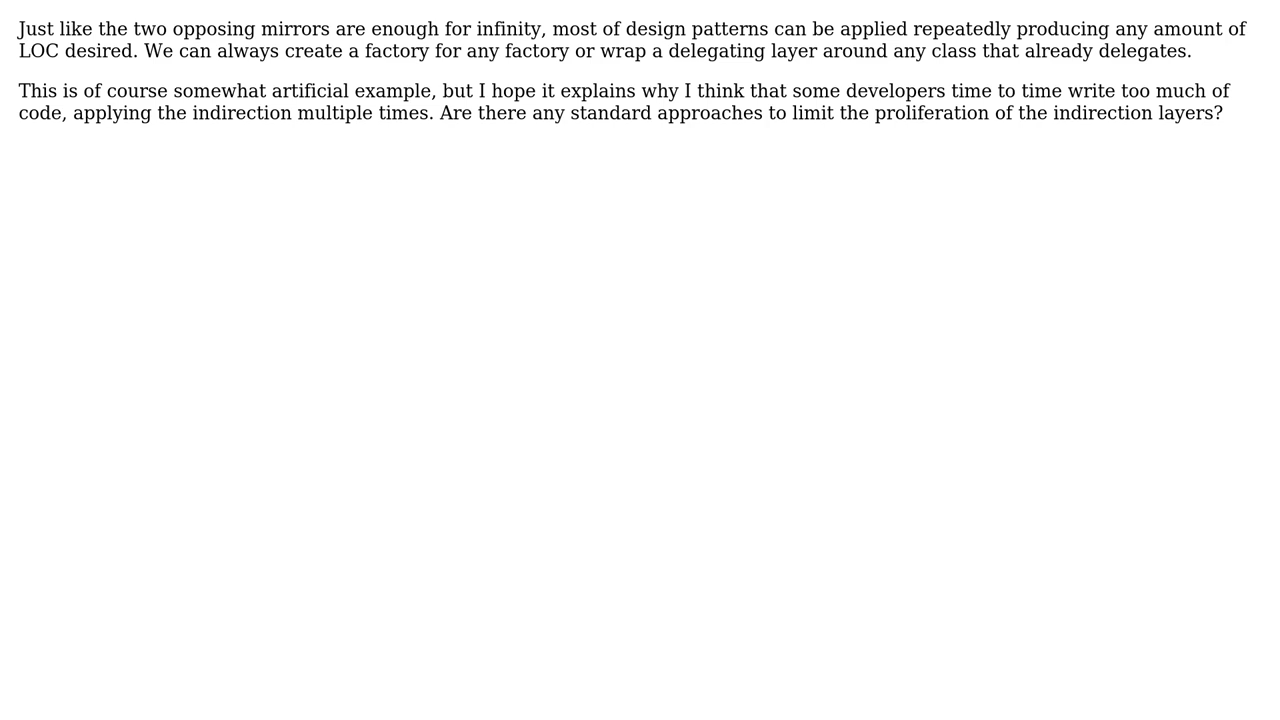 Just like the two opposing mirrors are enough for infinity, most of design patterns can be applied repeatedly producing any amount of
LOC desired. We can always create a factory for any factory or wrap a delegating layer around any class that already delegates.
This is of course somewhat artificial example, but I hope it explains why I think that some developers time to time write too much of
code, applying the indirection multiple times. Are there any standard approaches to limit the proliferation of the indirection layers?